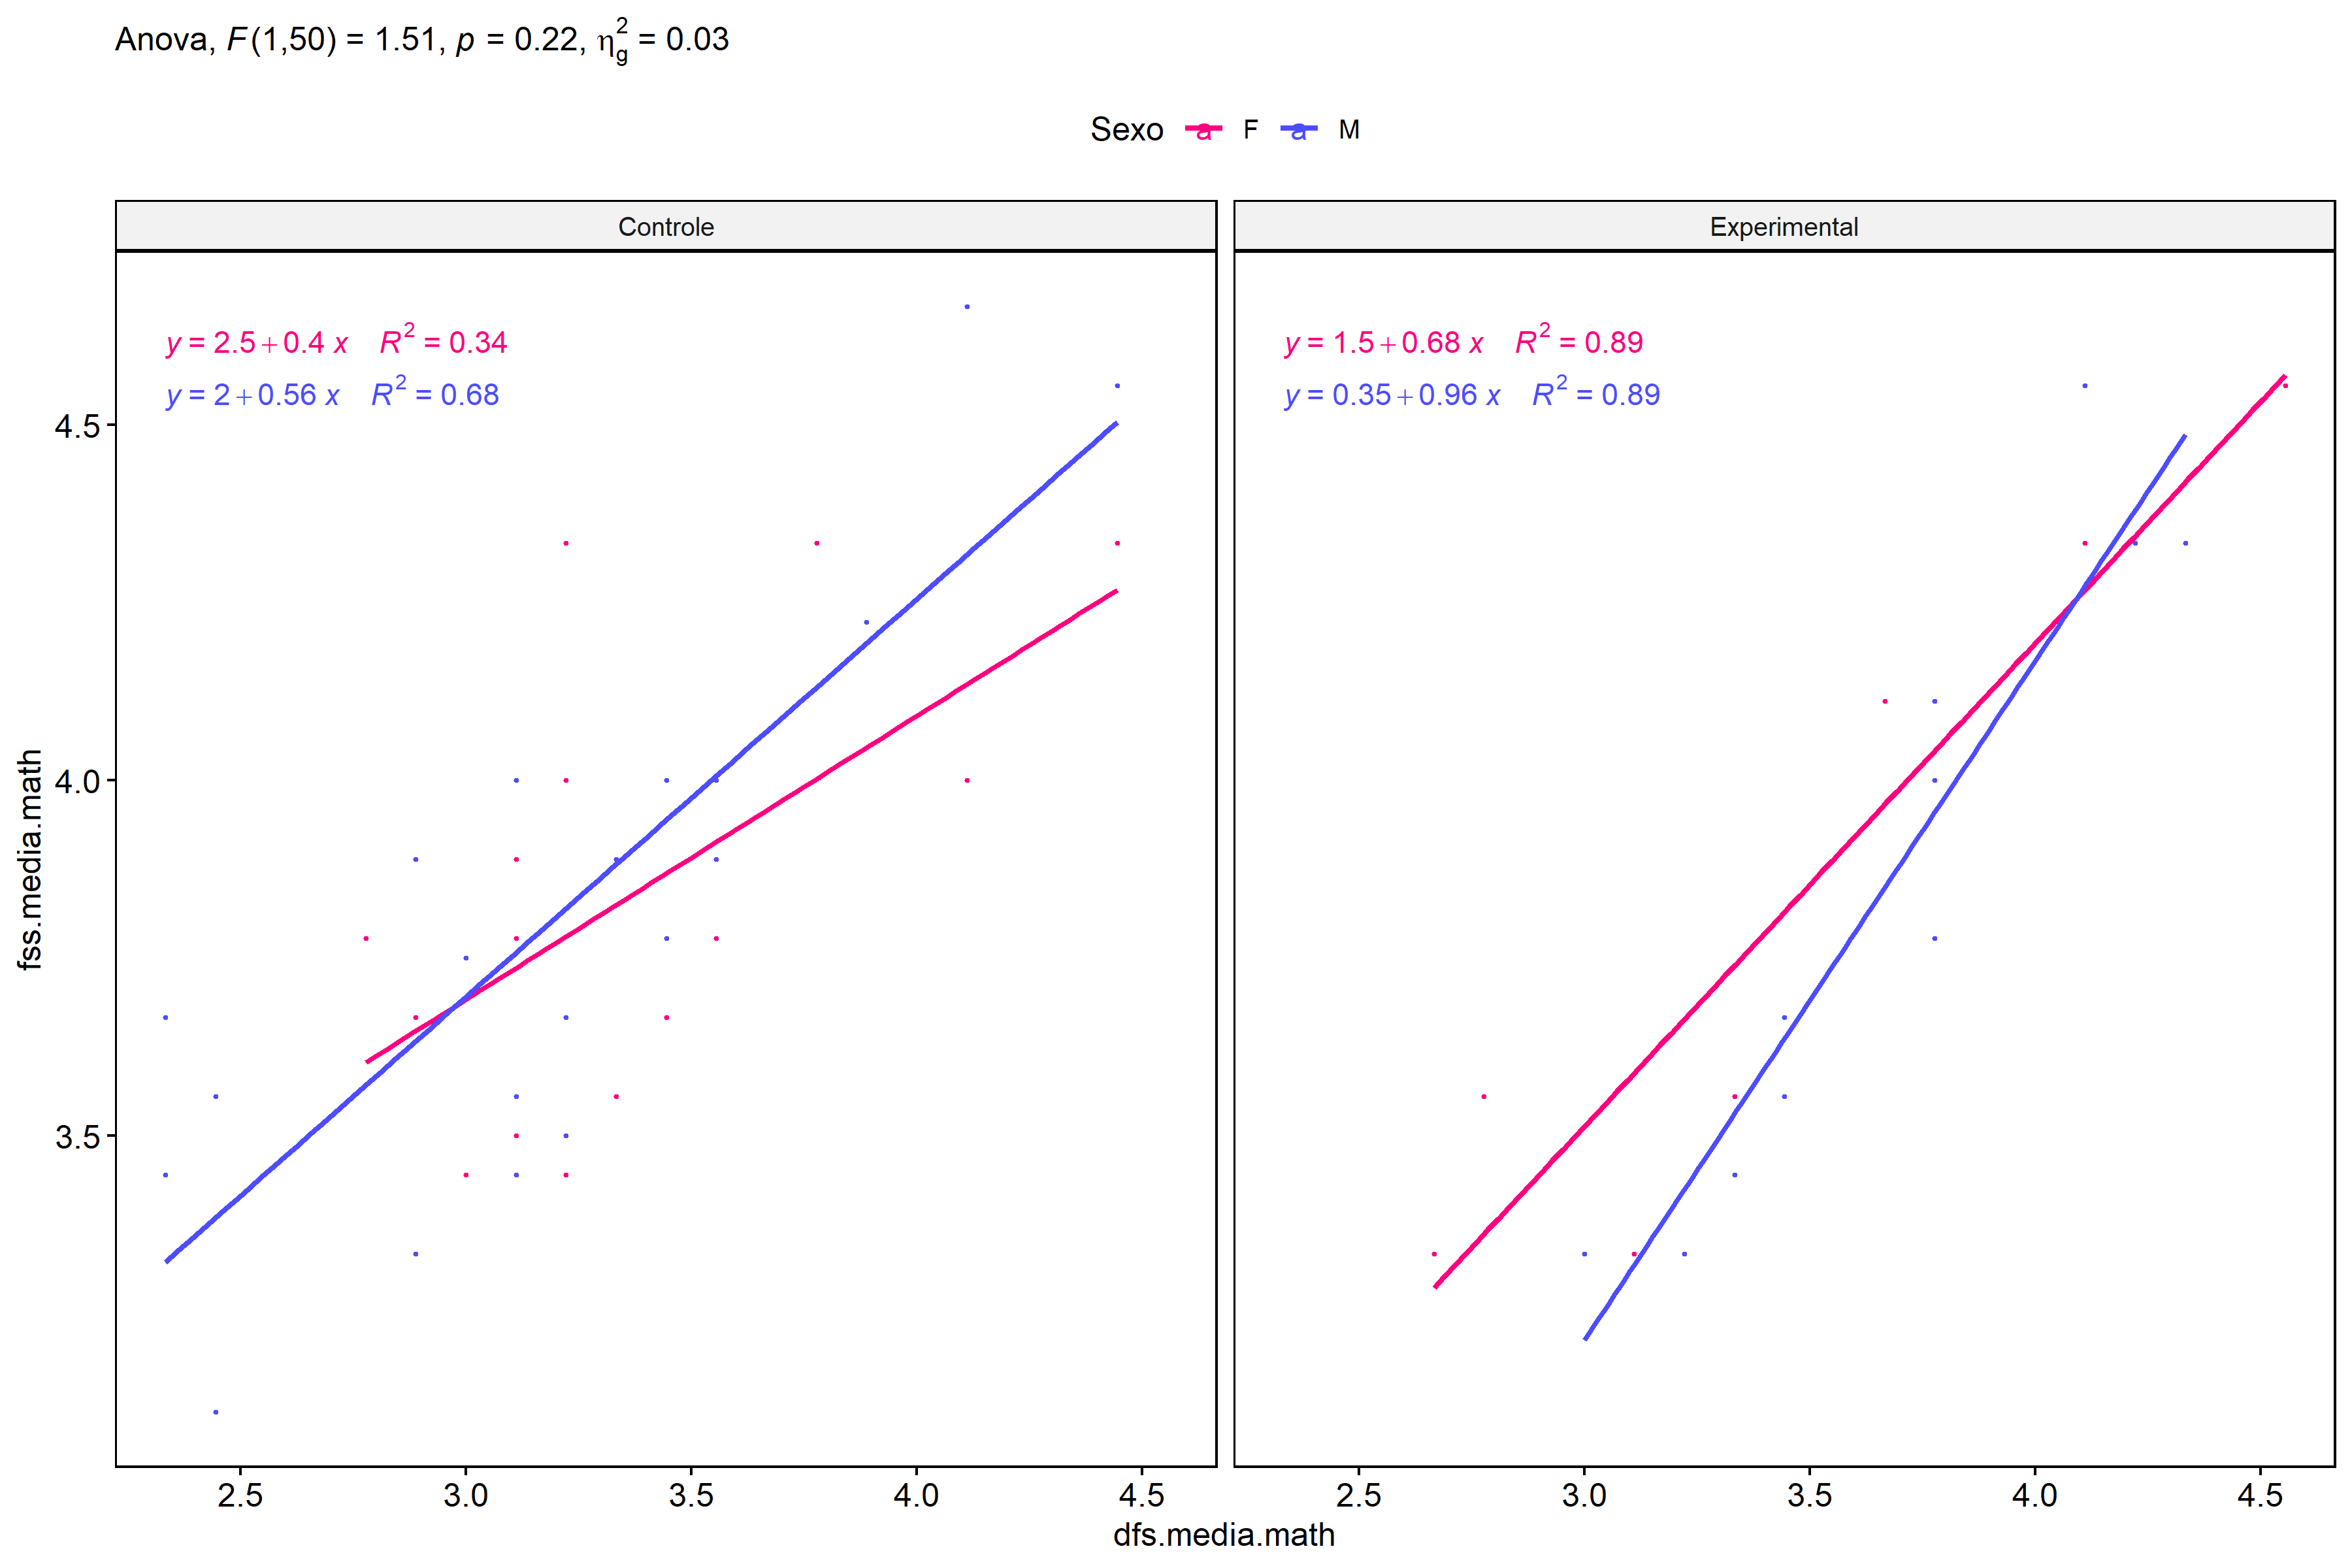 Anova, F(1,50) = 1.51, p = 0.22, η²g = 0.03
Sexo a F a M
Controle
Experimental
y = 2.5 + 0.4 x R² = 0.34
y = 2 + 0.56 x R² = 0.68
y = 1.5 + 0.68 x R² = 0.89
y = 0.35 + 0.96 x R² = 0.89
fss.media.math
4.5
4.0
3.5
2.5 3.0 3.5 4.0 4.5
2.5 3.0 3.5 4.0 4.5
dfs.media.math